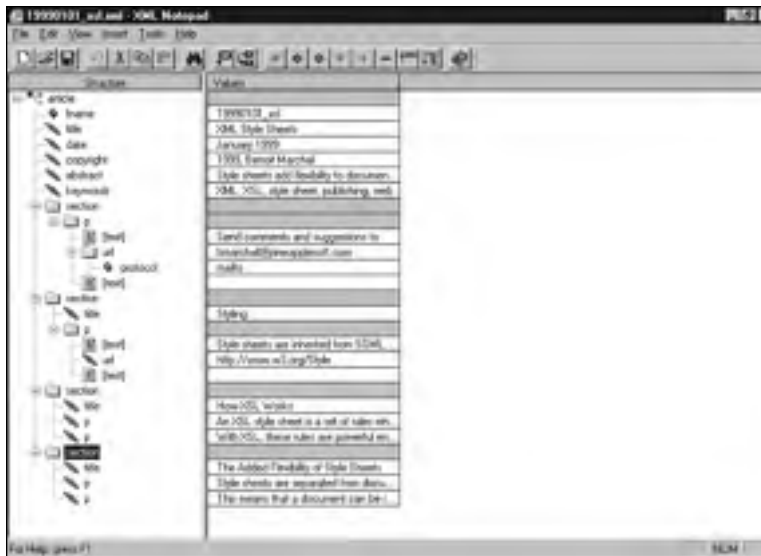 19990101_xsl.xml - XML Notepad
File Edit View Insert Tools Help
Structure Values
article
fname 19990101_xsl
title XML Style Sheets
date January 1999
copyright 1999, Benoit Marchal
abstract Style sheets add flexibility to documen
keywords XML, XSL, style sheet, publishing, web
section
p
[text] Send comments and suggestions to
url bmarchal@pineapplesoft.com
protocol mailto
[text]
section
title Styling
p
[text] Style sheets are inherited from SGML,
url http://www.w3.org/Style
[text]
section
title How XSL Works
p An XSL style sheet is a set of rules
p With XSL, these rules are powerful en
section
title The Added Flexibility of Style Sheets
p Style sheets are separated from docu
p This means that a document can be
For Help, press F1 NUM